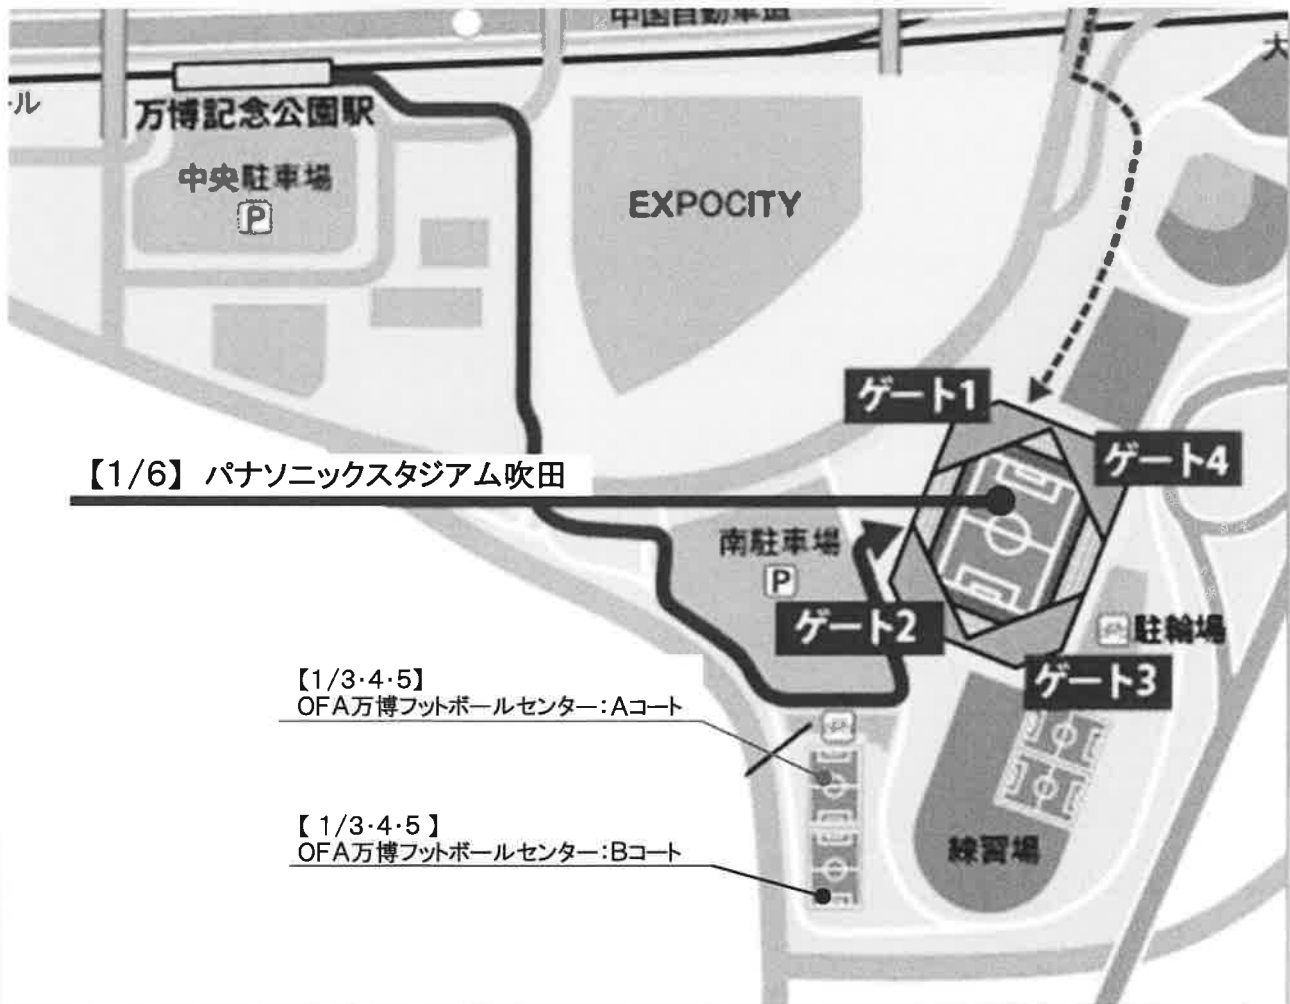 中国自動車道
大
ール
万博記念公園駅
中央駐車場
P
EXPOCITY
ゲート1
ゲート4
【1/6】 パナソニックスタジアム吹田
南駐車場
P
ゲート2
駐輪場
ゲート3
【1/3・4・5】
OFA万博フットボールセンター:Aコート
【 1/3・4・5 】
OFA万博フットボールセンター:Bコート
練習場